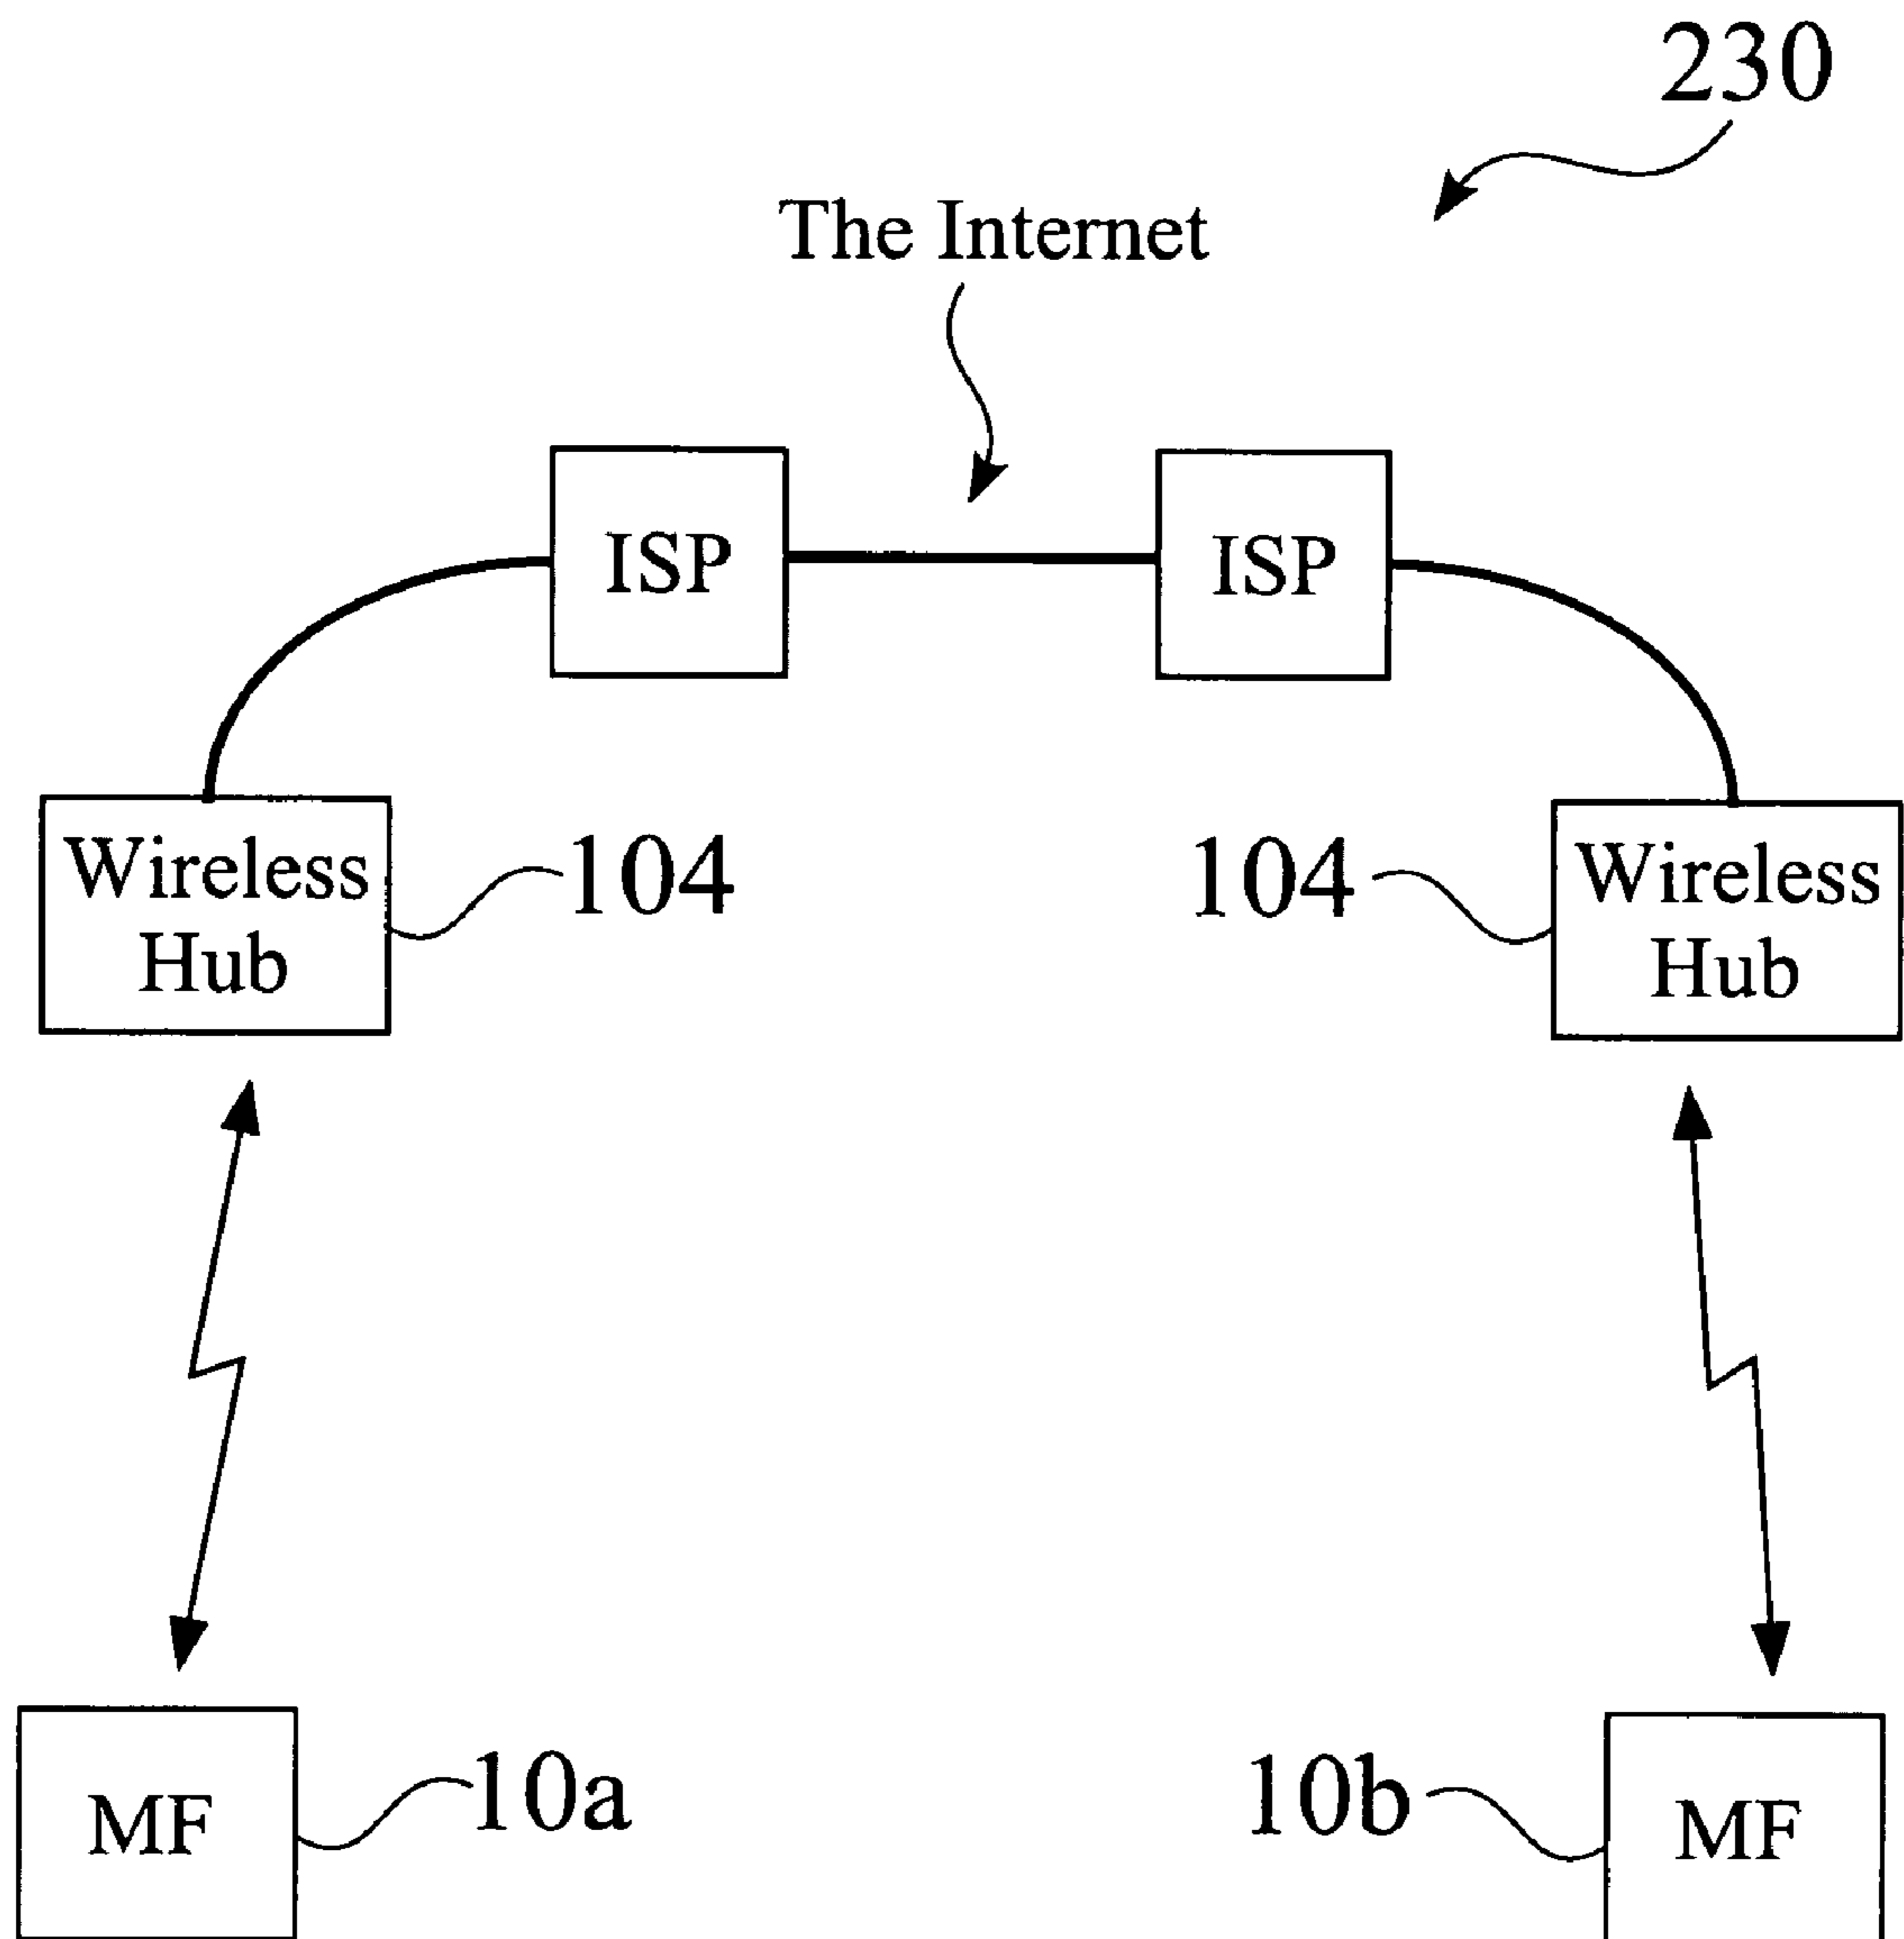 230
The Internet
ISP
ISP
Wireless
Hub
104
104
Wireless
Hub
MF
10a
10b
MF